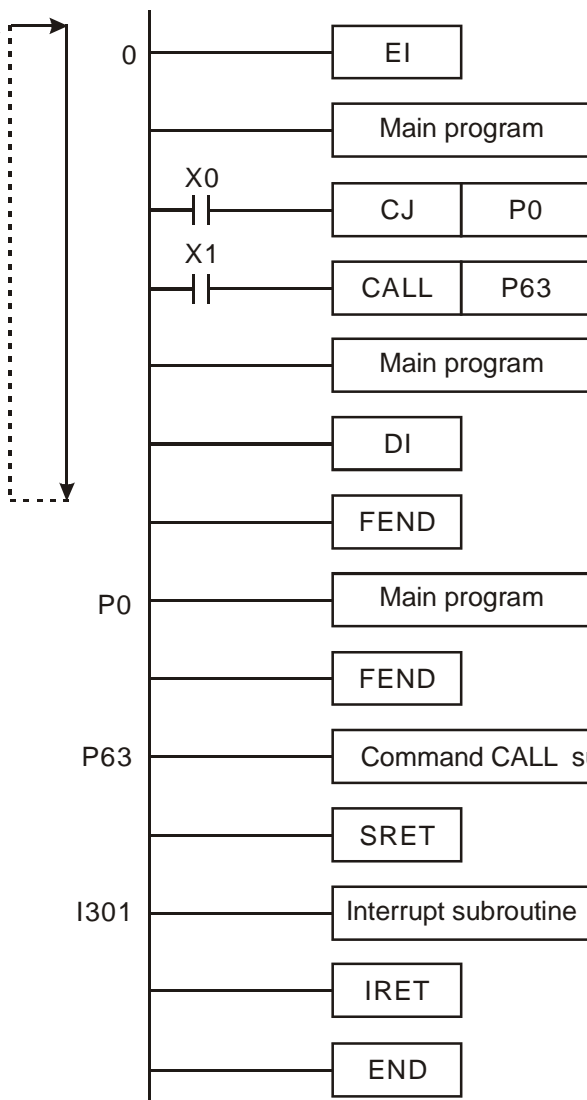 0 EI
Main program
X0
CJ P0
X1
CALL P63
Main program
DI
FEND
P0 Main program
FEND
P63 Command CALL
SRET
I301 Interrupt subroutine
IRET
END